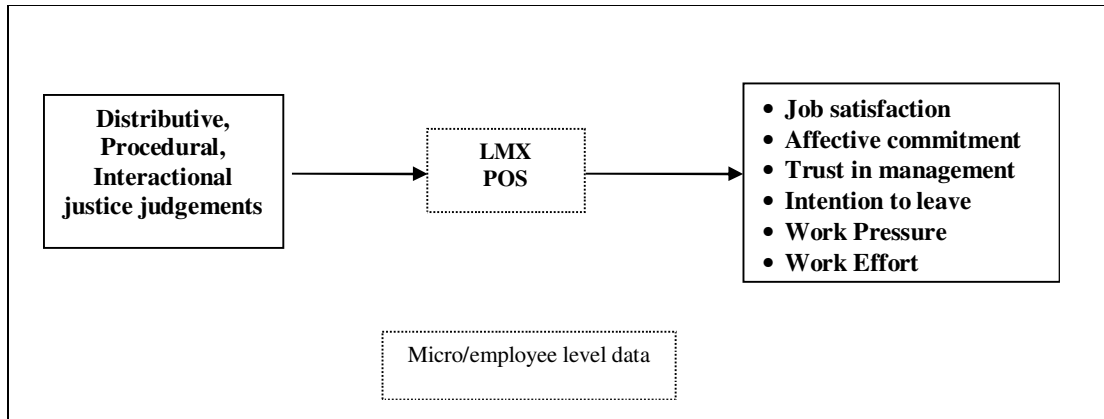 Distributive,
Procedural,
Interactional
justice judgements
LMX
POS
• Job satisfaction
• Affective commitment
• Trust in management
• Intention to leave
• Work Pressure
• Work Effort
Micro/employee level data